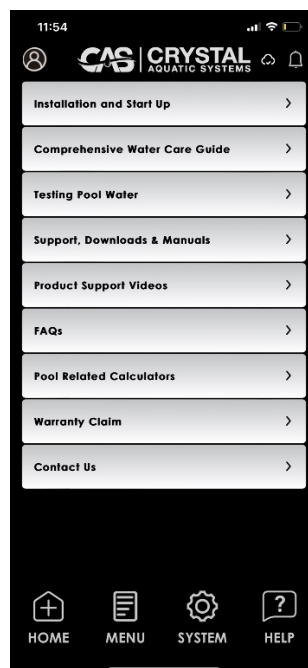 11:54
CAS CRYSTAL
AQUATIC SYSTEMS
Installation and Start Up
Comprehensive Water Care Guide
Testing Pool Water
Support, Downloads & Manuals
Product Support Videos
FAQs
Pool Related Calculators
Warranty Claim
Contact Us
?
HOME MENU SYSTEM HELP